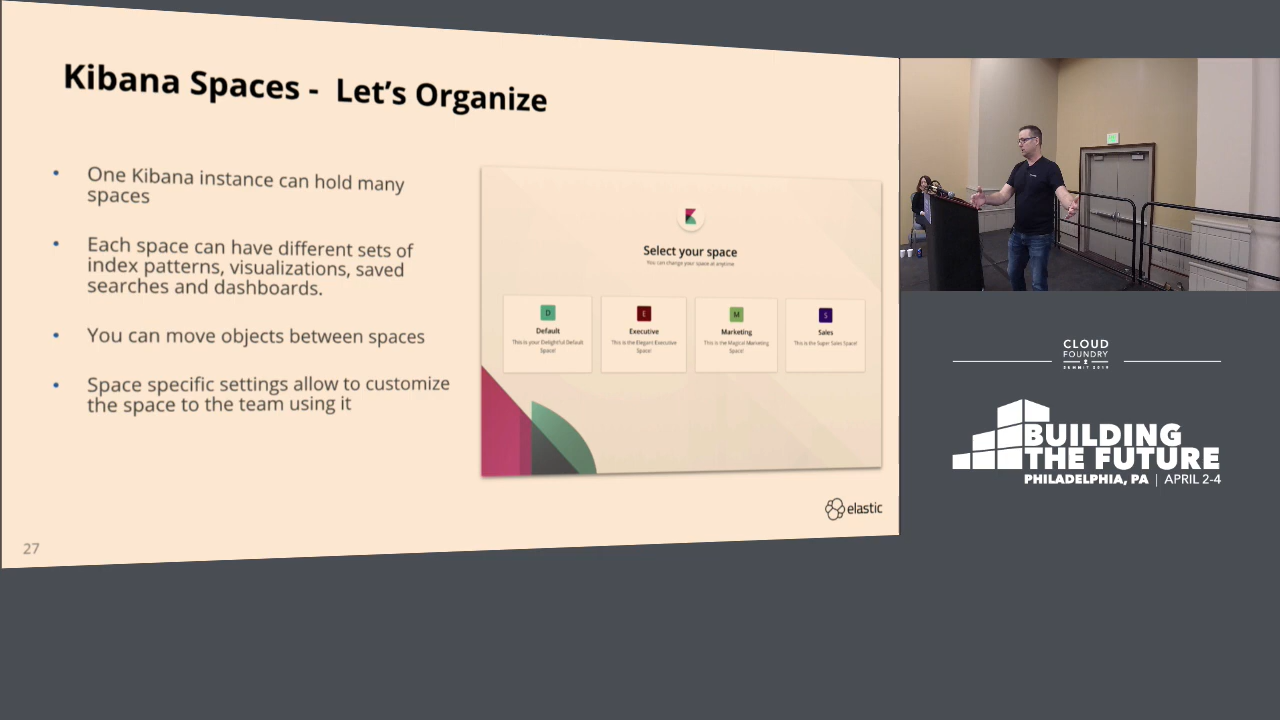 Kibana Spaces - Let's Organize
• One Kibana instance can hold many
spaces
• Each space can have different sets of
index patterns, visualizations, saved
searches and dashboards.
• You can move objects between spaces
• Space specific settings allow to customize
the space to the team using it
Select your space
You can change your space at anytime
D
Default
This is your Delightful Default
Space!
E
Executive
This is the Elegant Executive
Space!
M
Marketing
This is the Magical Marketing
Space!
S
Sales
This is the Super Sales Space!
elastic
27
CLOUD
FOUNDRY
SUMMIT 2019
BUILDING
THE FUTURE
PHILADELPHIA, PA | APRIL 2-4